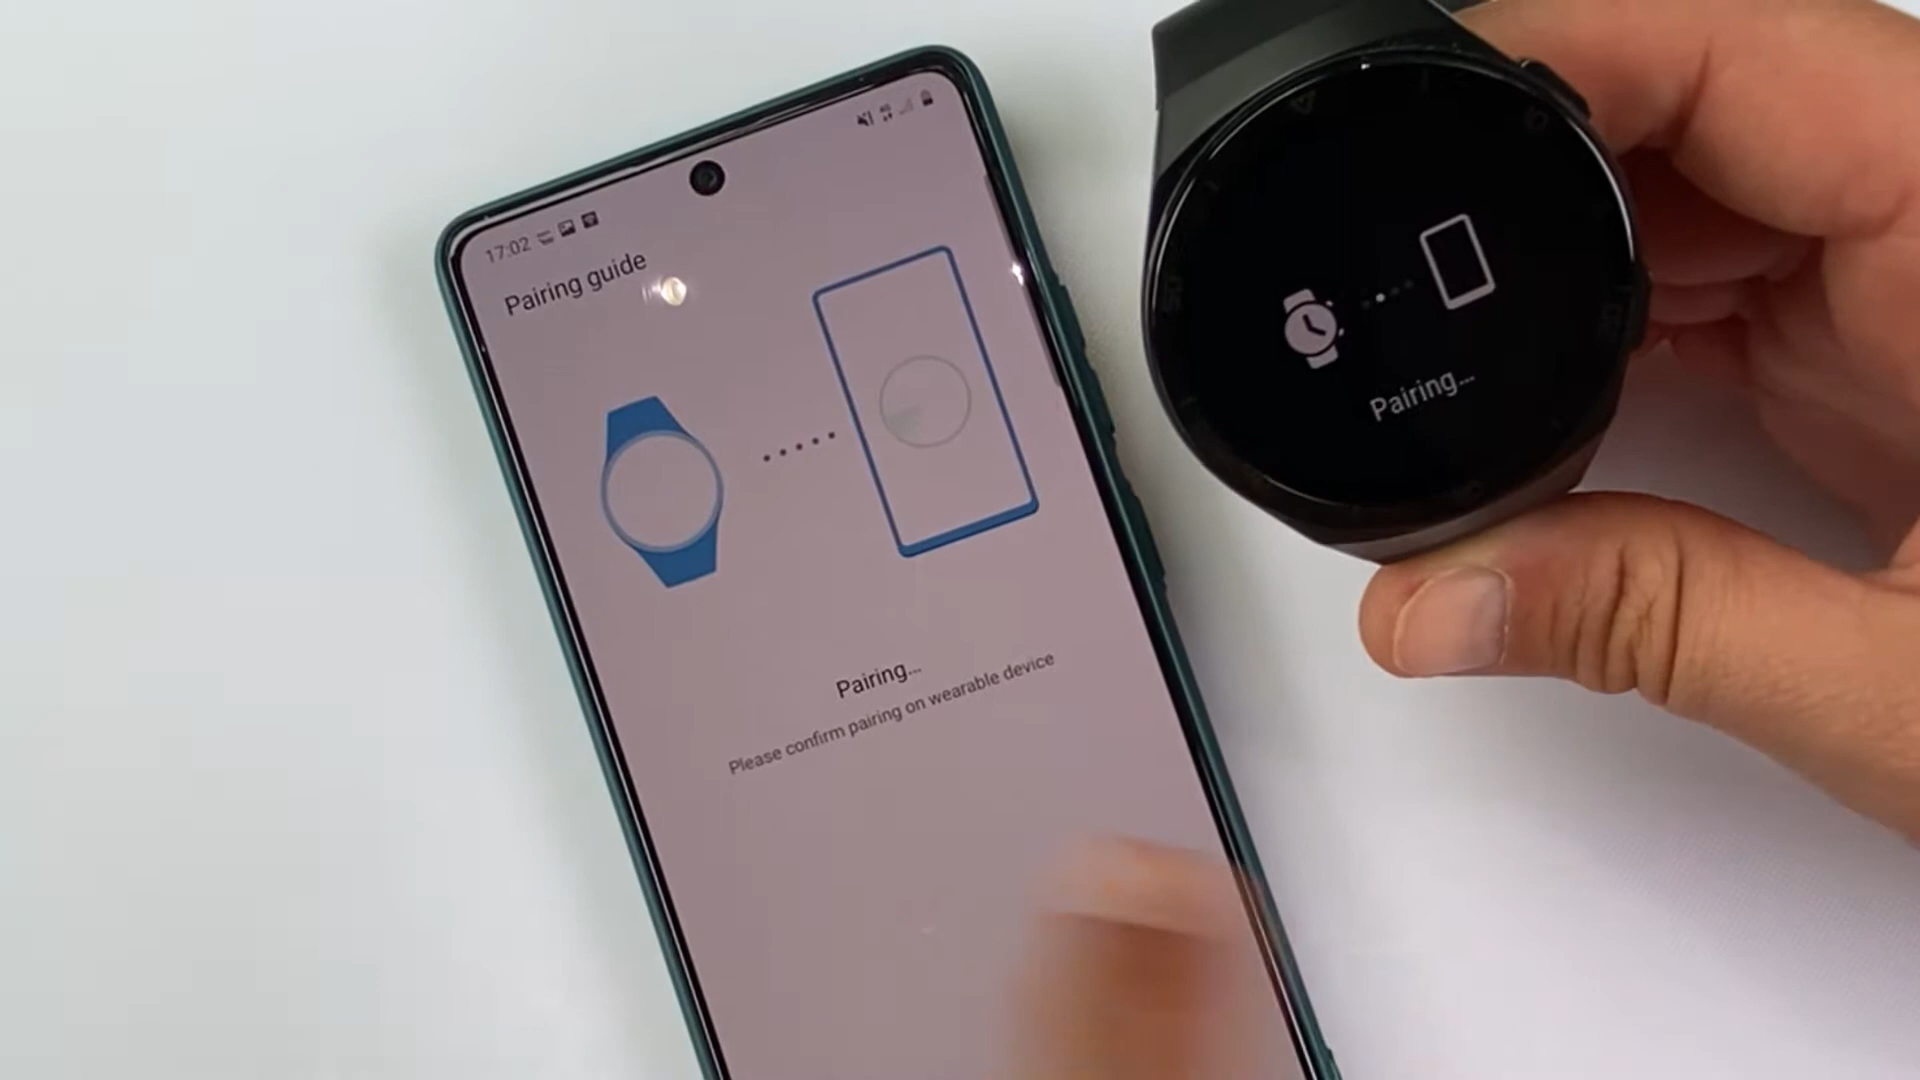 17:02
Pairing guide
Pairing...
Please confirm pairing on wearable device
Pairing...